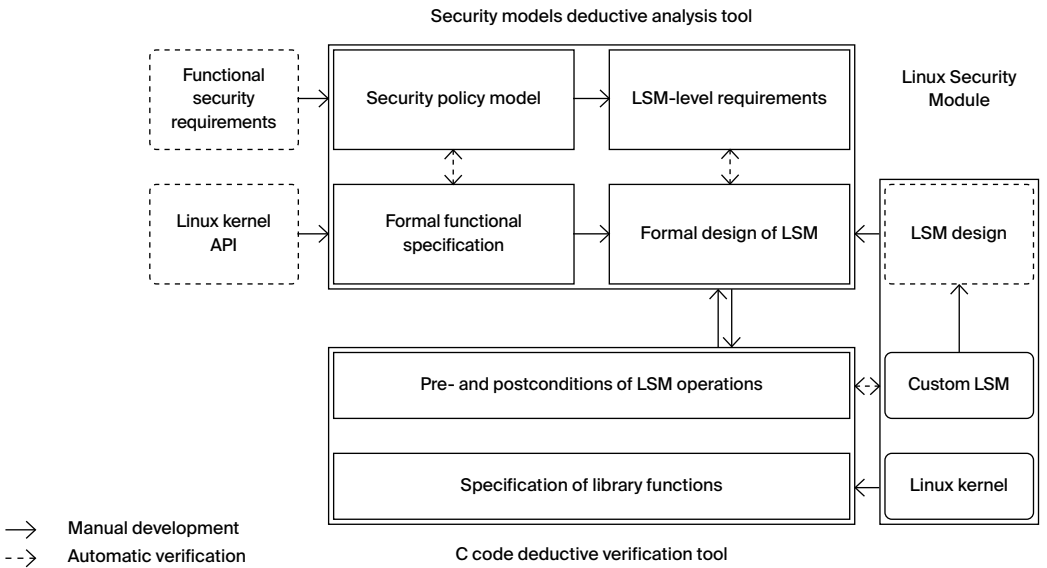 Security models deductive analysis tool
Functional
security
requirements
Security policy model
LSM-level requirements
Linux Security
Module
Linux kernel
API
Formal functional
specification
Formal design of LSM
LSM design
Pre- and postconditions of LSM operations
Custom LSM
Specification of library functions
Linux kernel
Manual development
Automatic verification
C code deductive verification tool